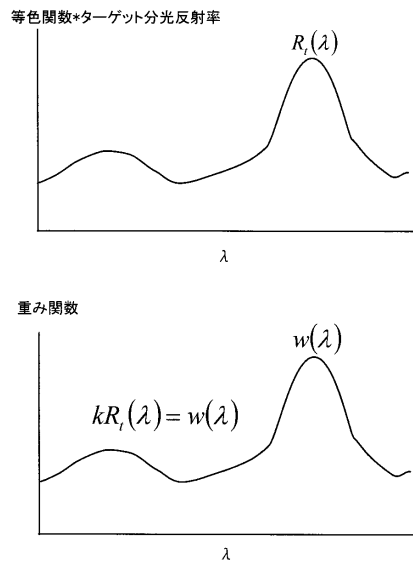 等色関数*ターゲット分光反射率
R_t(λ)
λ
重み関数
w(λ)
kR_t(λ)=w(λ)
λ